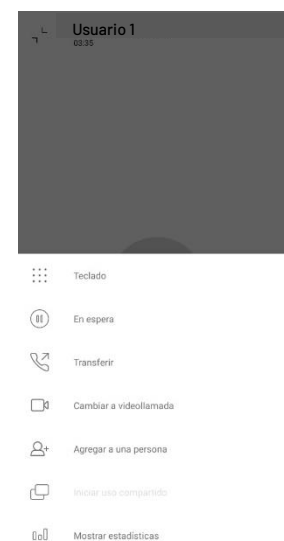 Usuario 1
03:35
Teclado
En espera
Transferir
Cambiar a videollamada
Agregar a una persona
Iniciar uso compartido
Mostrar estadísticas